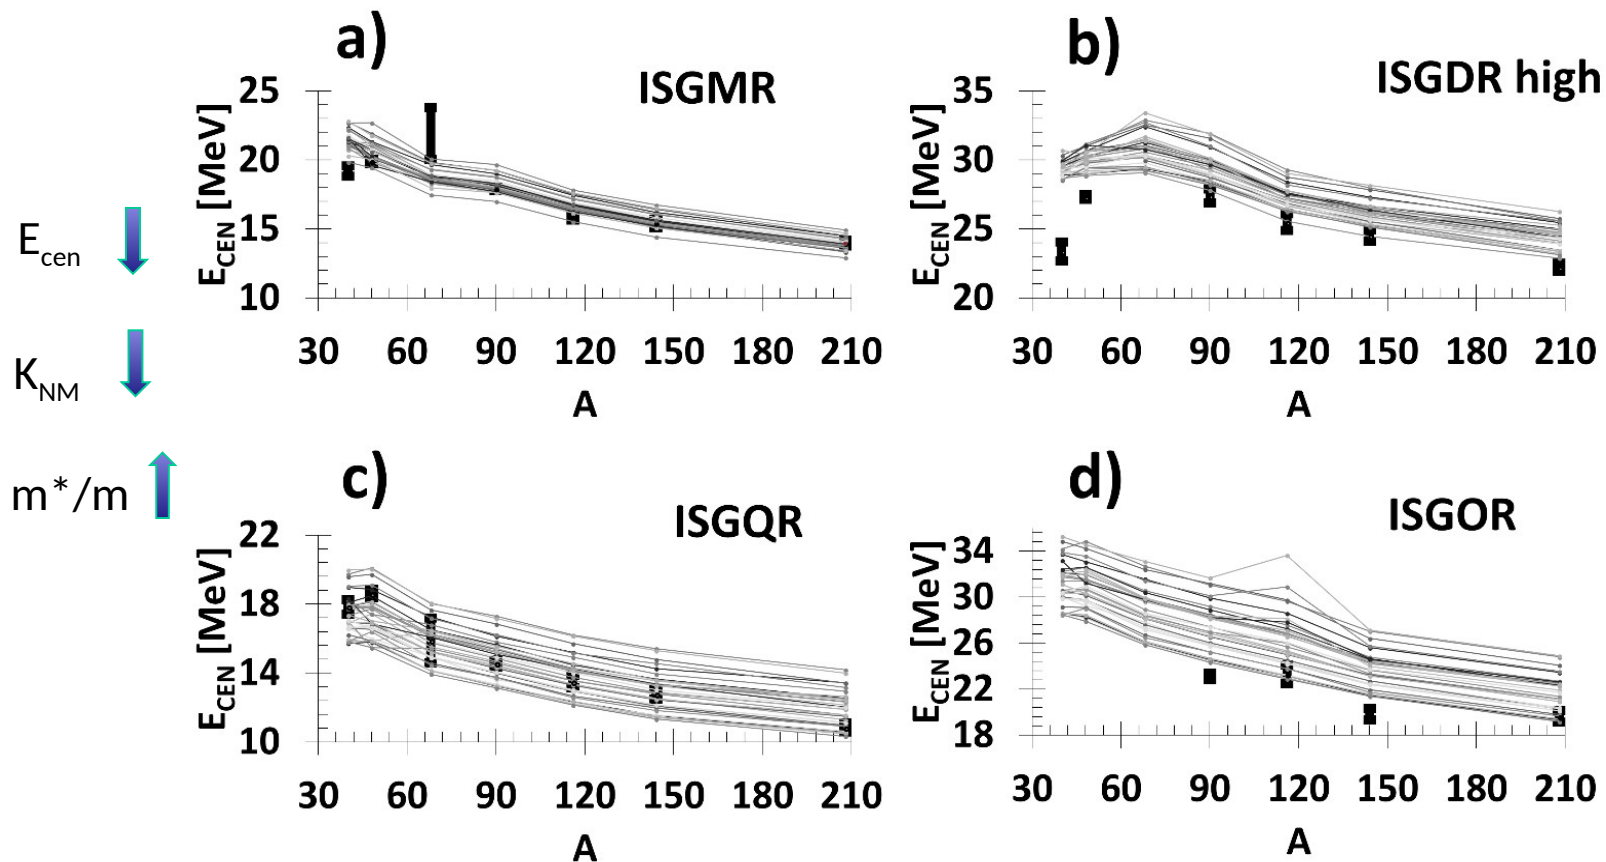 E_cen
K_NM
m*/m
a)
ISGMR
E_CEN [MeV]
25
20
15
10
30 60 90 120 150 180 210
A
b)
ISGDR high
E_CEN [MeV]
35
30
25
20
30 60 90 120 150 180 210
A
c)
ISGQR
E_CEN [MeV]
22
18
14
10
30 60 90 120 150 180 210
A
d)
ISGOR
E_CEN [MeV]
34
30
26
22
18
30 60 90 120 150 180 210
A